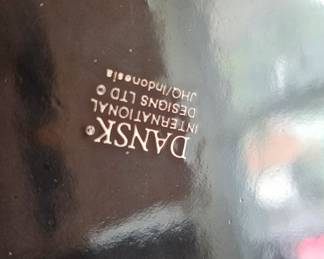 DANSK®
INTERNATIONAL
DESIGNS LTD ©
JHQ/Indonesia